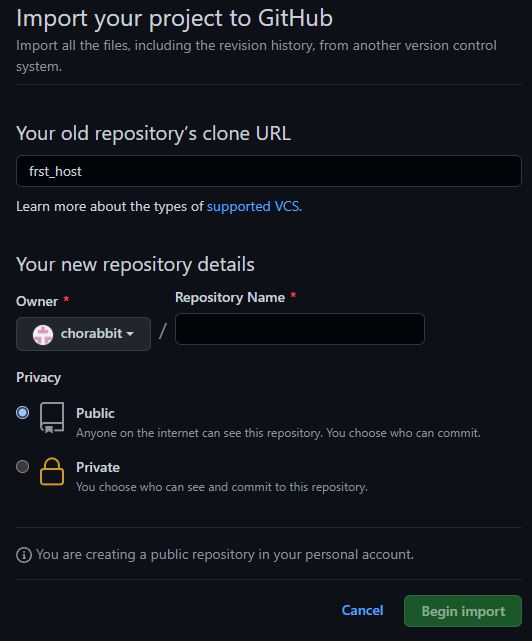 Import your project to GitHub
Import all the files, including the revision history, from another version control
system.
Your old repository's clone URL
frst_host
Learn more about the types of supported VCS.
Your new repository details
Owner *
Repository Name *
chorabbit
/
Privacy
Public
Anyone on the internet can see this repository. You choose who can commit.
Private
You choose who can see and commit to this repository.
You are creating a public repository in your personal account.
Cancel
Begin import